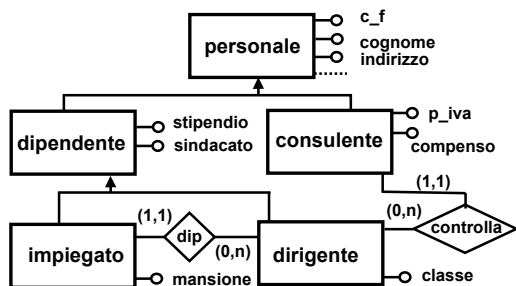 c_f
personale
cognome
indirizzo
dipendente
stipendio
sindacato
consulente
p_iva
compenso
(1,1)
(1,1)
(0,n)
controlla
impiegato
dip
(0,n)
dirigente
mansione
classe